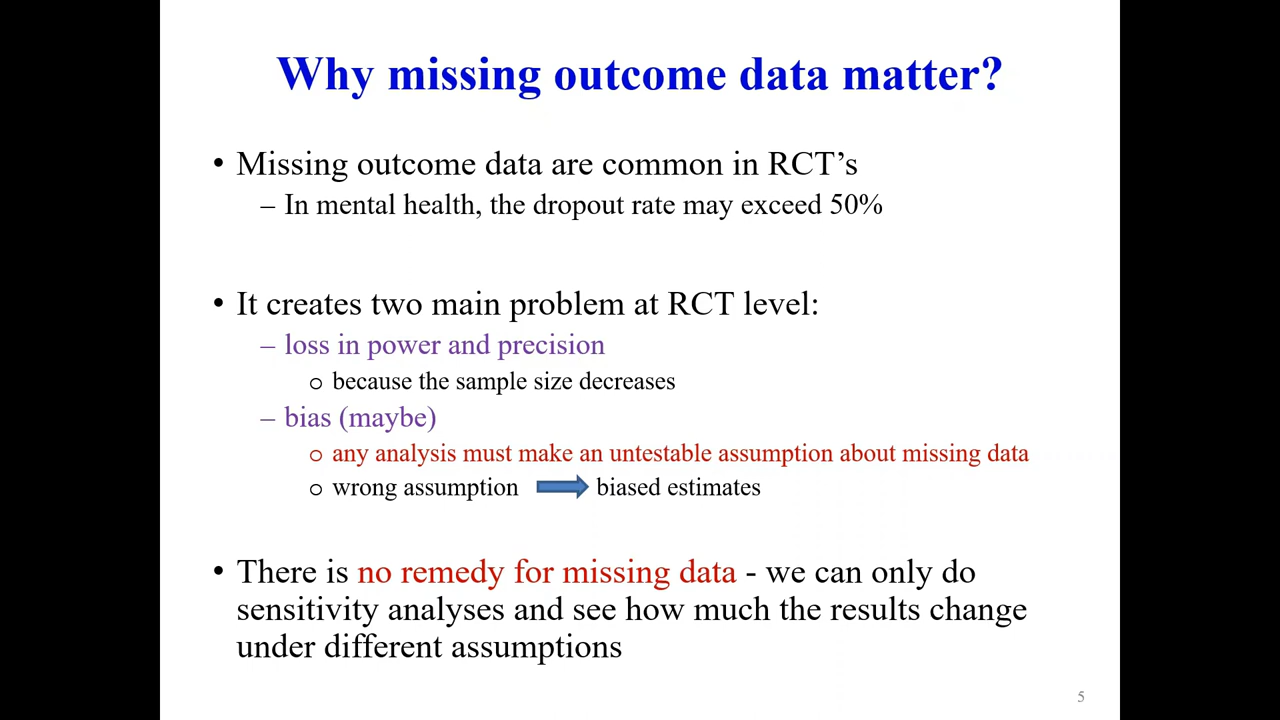 Why missing outcome data matter?
• Missing outcome data are common in RCT’s
– In mental health, the dropout rate may exceed 50%
• It creates two main problem at RCT level:
– loss in power and precision
o because the sample size decreases
– bias (maybe)
o any analysis must make an untestable assumption about missing data
o wrong assumption biased estimates
• There is no remedy for missing data - we can only do
sensitivity analyses and see how much the results change
under different assumptions
5